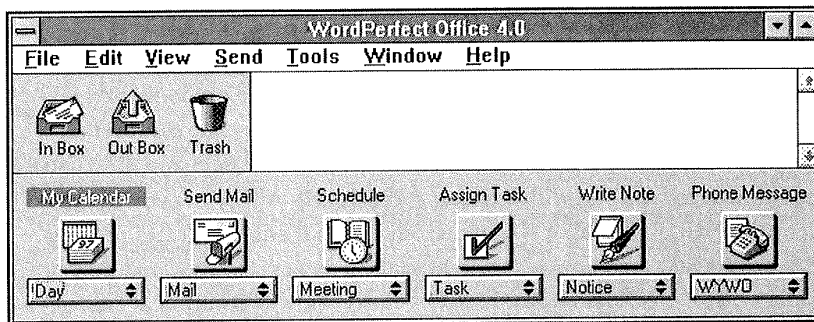 WordPerfect Office 4.0
File Edit View Send Tools Window Help
In Box Out Box Trash
My Calendar Send Mail Schedule Assign Task Write Note Phone Message
97
Day Mail Meeting Task Notice WYWO